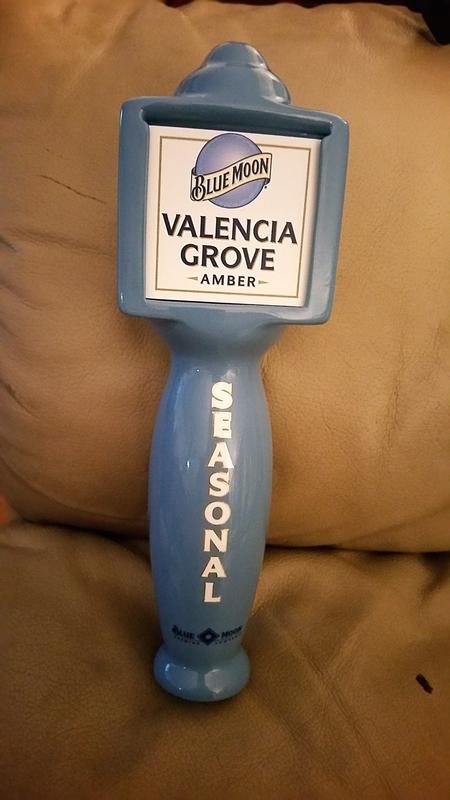 BLUE MOON
VALENCIA
GROVE
AMBER
SEASONAL
BLUE MOON